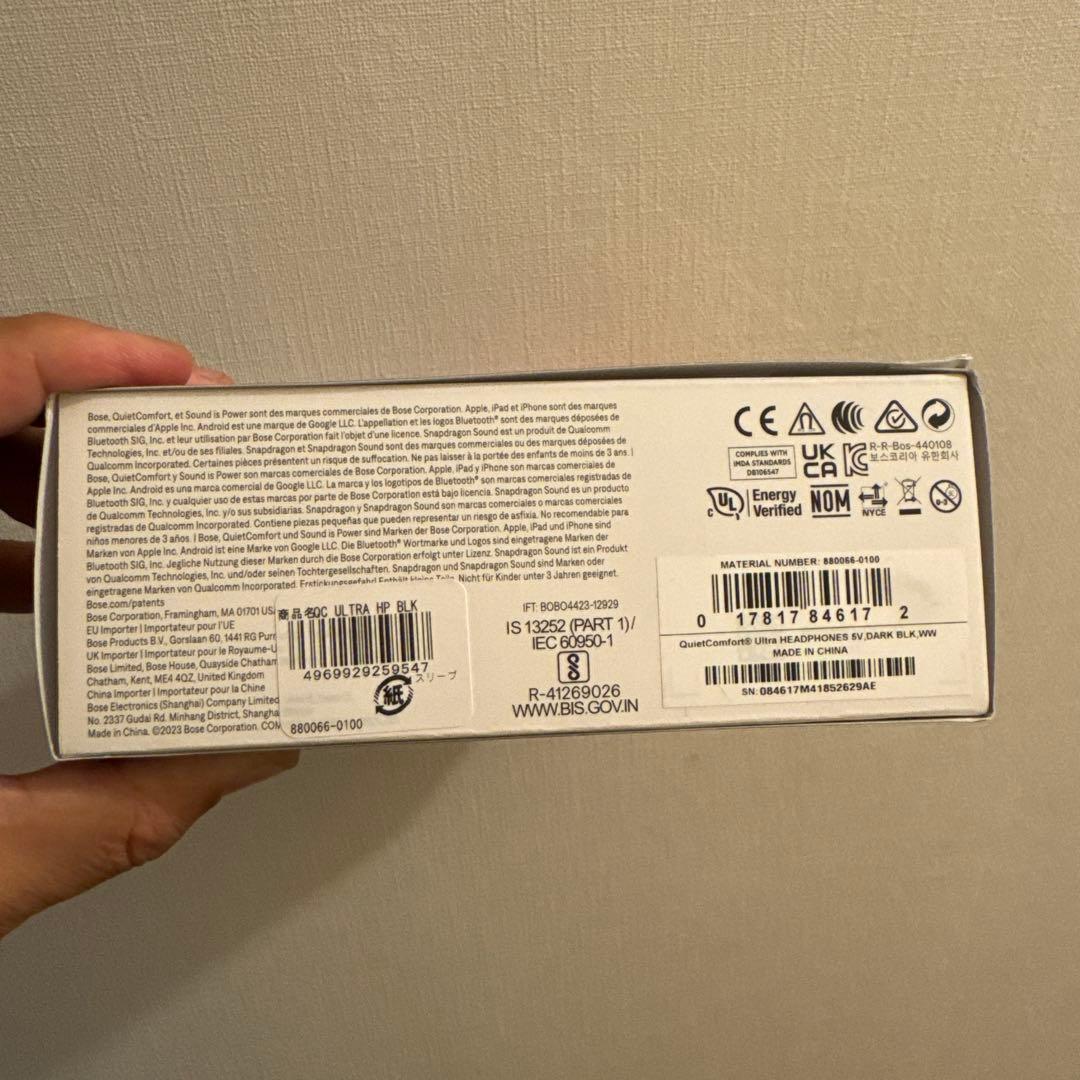 Bose, QuietComfort, et Sound is Power sont des marques commerciales de Bose Corporation. Apple, iPad et iPhone sont des marques
commerciales d'Apple Inc. Android est une marque de Google LLC. L'appellation et les logos Bluetooth® sont des marques déposées de
Bluetooth SIG, Inc. et leur utilisation par Bose Corporation fait l'objet d'une licence. Snapdragon Sound est un produit de Qualcomm
Technologies, Inc. et/ou de ses filiales. Snapdragon et Snapdragon Sound sont des marques commerciales ou des marques déposées de
Qualcomm Incorporated. Certaines pièces présentent un risque de suffocation. Ne pas laisser à la portée des enfants de moins de 3 ans. I
Bose, QuietComfort y Sound is Power son marcas comerciales de Bose Corporation. Apple, iPad y iPhone son marcas comerciales de
Apple Inc. Android es una marca comercial de Google LLC. La marca y los logotipos de Bluetooth® son marcas comerciales registradas de
Bluetooth SIG, Inc. y cualquier uso de estas marcas por parte de Bose Corporation está bajo licencia. Snapdragon Sound es un producto
de Qualcomm Technologies, Inc. y/o sus subsidiarias. Snapdragon y Snapdragon Sound son marcas comerciales o marcas comerciales
registradas de Qualcomm Incorporated. Contiene piezas pequeñas que pueden representar un riesgo de asfixia. No recomendable para
niños menores de 3 años. I Bose, QuietComfort und Sound is Power sind Marken der Bose Corporation. Apple, iPad und iPhone sind
Marken von Apple Inc. Android ist eine Marke von Google LLC. Die Bluetooth® Wortmarke und Logos sind eingetragene Marken der
Bluetooth SIG, Inc. Jegliche Nutzung dieser Marken durch die Bose Corporation erfolgt unter Lizenz. Snapdragon Sound ist ein Produkt
von Qualcomm Technologies, Inc. und/oder seinen Tochtergesellschaften. Snapdragon und Snapdragon Sound sind Marken oder
eingetragene Marken von Qualcomm Incorporated. Erstickungsgefahr! Enthält kleine Teile. Nicht für Kinder unter 3 Jahren geeignet.
Bose.com/patents
Bose Corporation, Framingham, MA 01701 USA
EU Importer I Importateur pour l'UE
Bose Products B.V., Gorslaan 60, 1441 RG Purm
UK Importer I Importateur pour le Royaume-U
Bose Limited, Bose House, Quayside Chatham
Chatham, Kent, ME4 4QZ, United Kingdom
China Importer I Importateur pour la Chine
Bose Electronics (Shanghai) Company Limited
No. 2337 Gudai Rd. Minhang District, Shangha
Made in China. ©2023 Bose Corporation. COM
商品名QC ULTRA HP BLK
4969929259547
スリーブ
紙
880066-0100
IFT: BOBO4423-12929
IS 13252 (PART 1)/
IEC 60950-1
R-41269026
WWW.BIS.GOV.IN
CE
COMPLIES WITH
IMDA STANDARDS
DB106547
UK
CA
R-R-Bos-440108
보스코리아 유한회사
C UL Energy
Verified
NOM
NYCE
0-3
MATERIAL NUMBER: 880066-0100
0 17817 84617 2
QuietComfort® Ultra HEADPHONES 5V,DARK BLK,WW
MADE IN CHINA
SN: 084617M41852629AE